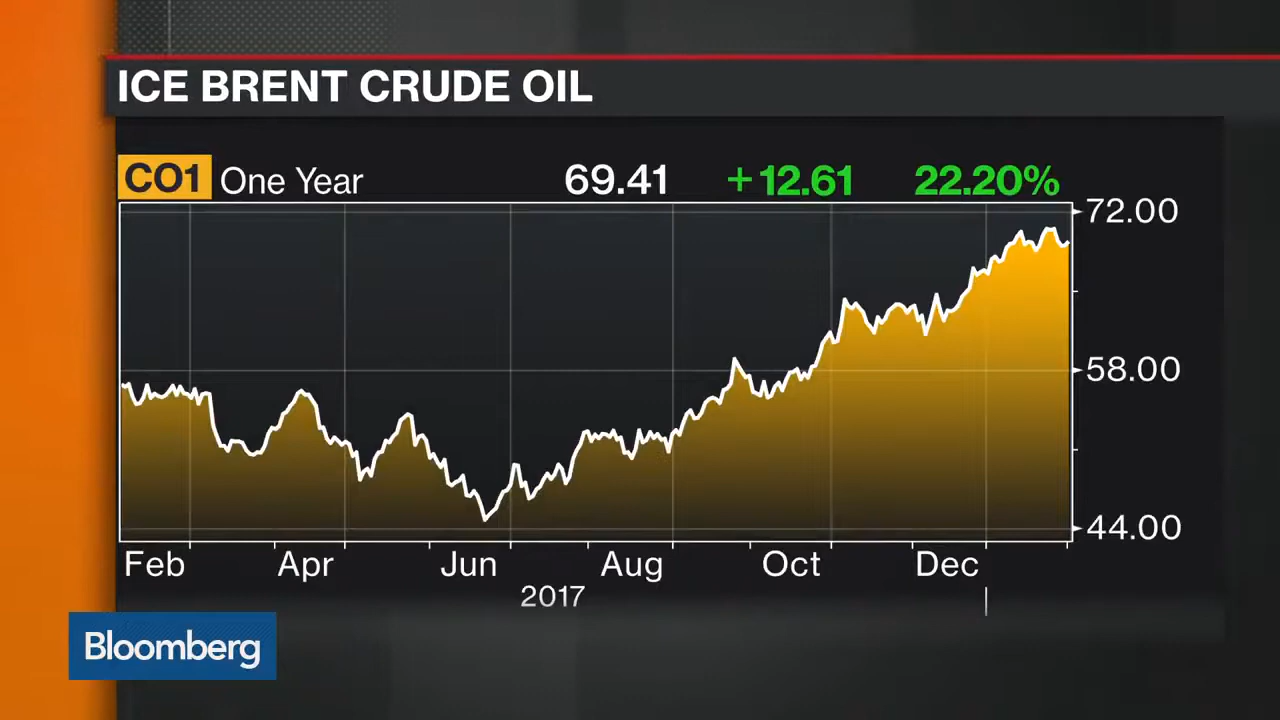 ICE BRENT CRUDE OIL
CO1 One Year 69.41 +12.61 22.20%
72.00
58.00
44.00
Feb Apr Jun Aug Oct Dec
2017
Bloomberg